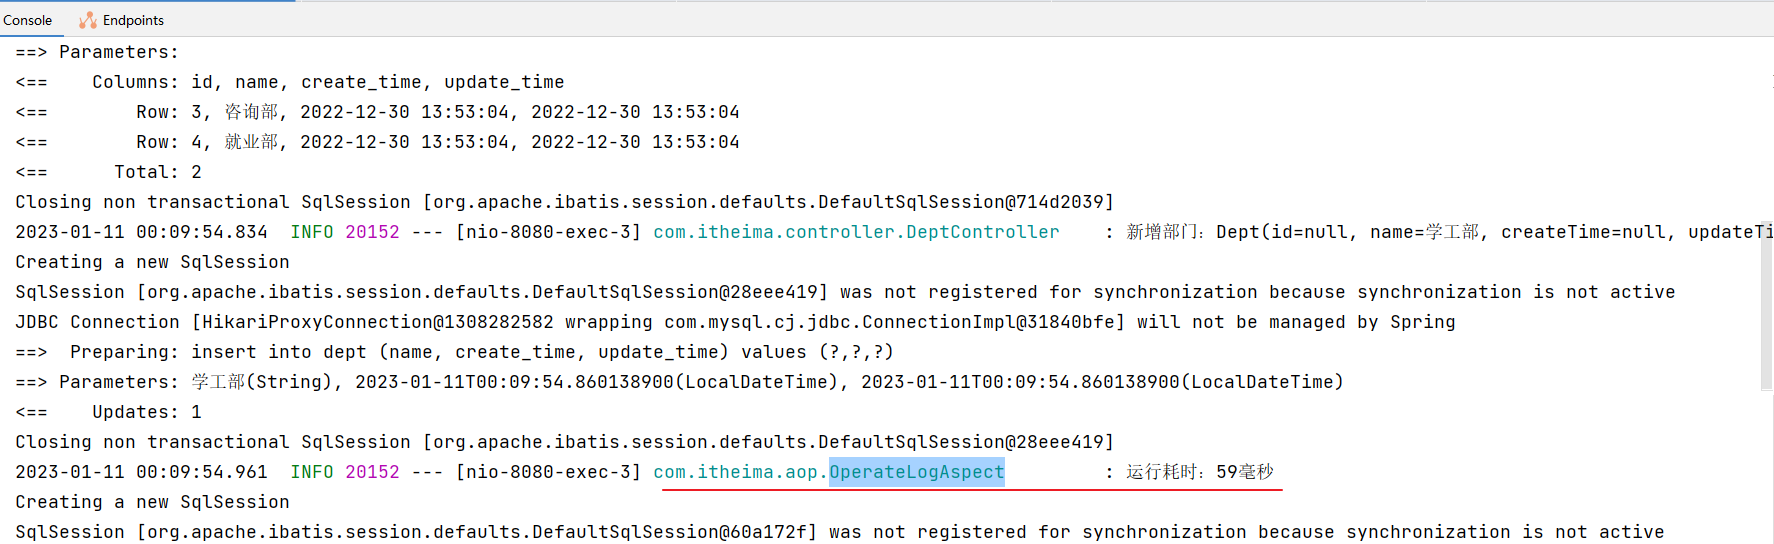 Console Endpoints
==> Parameters:
<==    Columns: id, name, create_time, update_time
<==        Row: 3, 咨询部, 2022-12-30 13:53:04, 2022-12-30 13:53:04
<==        Row: 4, 就业部, 2022-12-30 13:53:04, 2022-12-30 13:53:04
<==      Total: 2
Closing non transactional SqlSession [org.apache.ibatis.session.defaults.DefaultSqlSession@714d2039]
2023-01-11 00:09:54.834  INFO 20152 --- [nio-8080-exec-3] com.itheima.controller.DeptController    : 新增部门：Dept(id=null, name=学工部, createTime=null, updateTi
Creating a new SqlSession
SqlSession [org.apache.ibatis.session.defaults.DefaultSqlSession@28eee419] was not registered for synchronization because synchronization is not active
JDBC Connection [HikariProxyConnection@1308282582 wrapping com.mysql.cj.jdbc.ConnectionImpl@31840bfe] will not be managed by Spring
==>  Preparing: insert into dept (name, create_time, update_time) values (?,?,?)
==> Parameters: 学工部(String), 2023-01-11T00:09:54.860138900(LocalDateTime), 2023-01-11T00:09:54.860138900(LocalDateTime)
<==    Updates: 1
Closing non transactional SqlSession [org.apache.ibatis.session.defaults.DefaultSqlSession@28eee419]
2023-01-11 00:09:54.961  INFO 20152 --- [nio-8080-exec-3] com.itheima.aop.OperateLogAspect         : 运行耗时：59毫秒
Creating a new SqlSession
SqlSession [org.apache.ibatis.session.defaults.DefaultSqlSession@60a172f] was not registered for synchronization because synchronization is not active